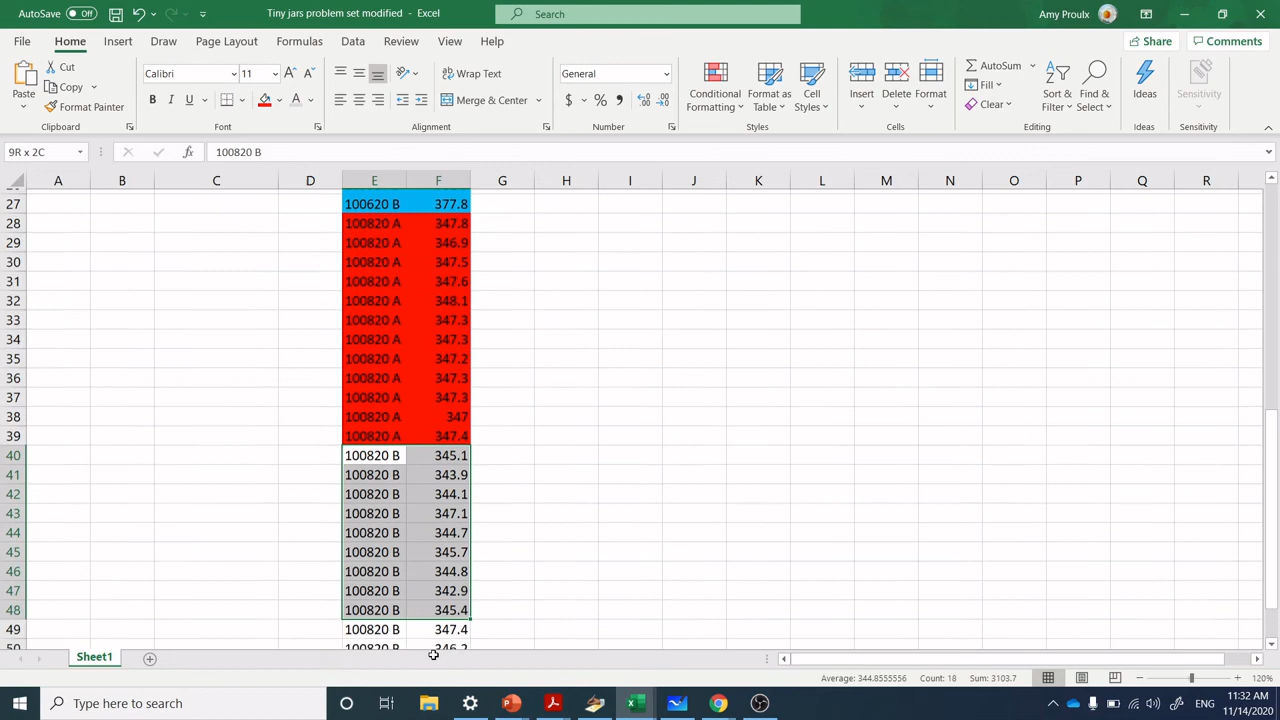 AutoSave Off Tiny jars problem set modified - Excel Search Amy Proulx
File Home Insert Draw Page Layout Formulas Data Review View Help Share Comments
Paste Cut Copy Format Painter Clipboard
Calibri 11 B I U Font
Wrap Text Merge & Center Alignment
General $ % Number
Conditional Formatting Format as Table Cell Styles Styles
Insert Delete Format Cells
AutoSum Fill Clear Sort & Filter Find & Select Editing
Ideas Ideas
Sensitivity Sensitivity
9R x 2C fx 100820 B
A B C D E F G H I J K L M N O P Q R
27 100620 B 377.8
28 100820 A 347.8
29 100820 A 346.9
30 100820 A 347.5
31 100820 A 347.6
32 100820 A 348.1
33 100820 A 347.3
34 100820 A 347.3
35 100820 A 347.2
36 100820 A 347.3
37 100820 A 347.3
38 100820 A 347
39 100820 A 347.4
40 100820 B 345.1
41 100820 B 343.9
42 100820 B 344.1
43 100820 B 347.1
44 100820 B 344.7
45 100820 B 345.7
46 100820 B 344.8
47 100820 B 342.9
48 100820 B 345.4
49 100820 B 347.4
50 100820 B 346.2
Sheet1
Average: 344.8555556 Count: 18 Sum: 3103.7 120%
Type here to search ENG 11:32 AM
11/14/2020